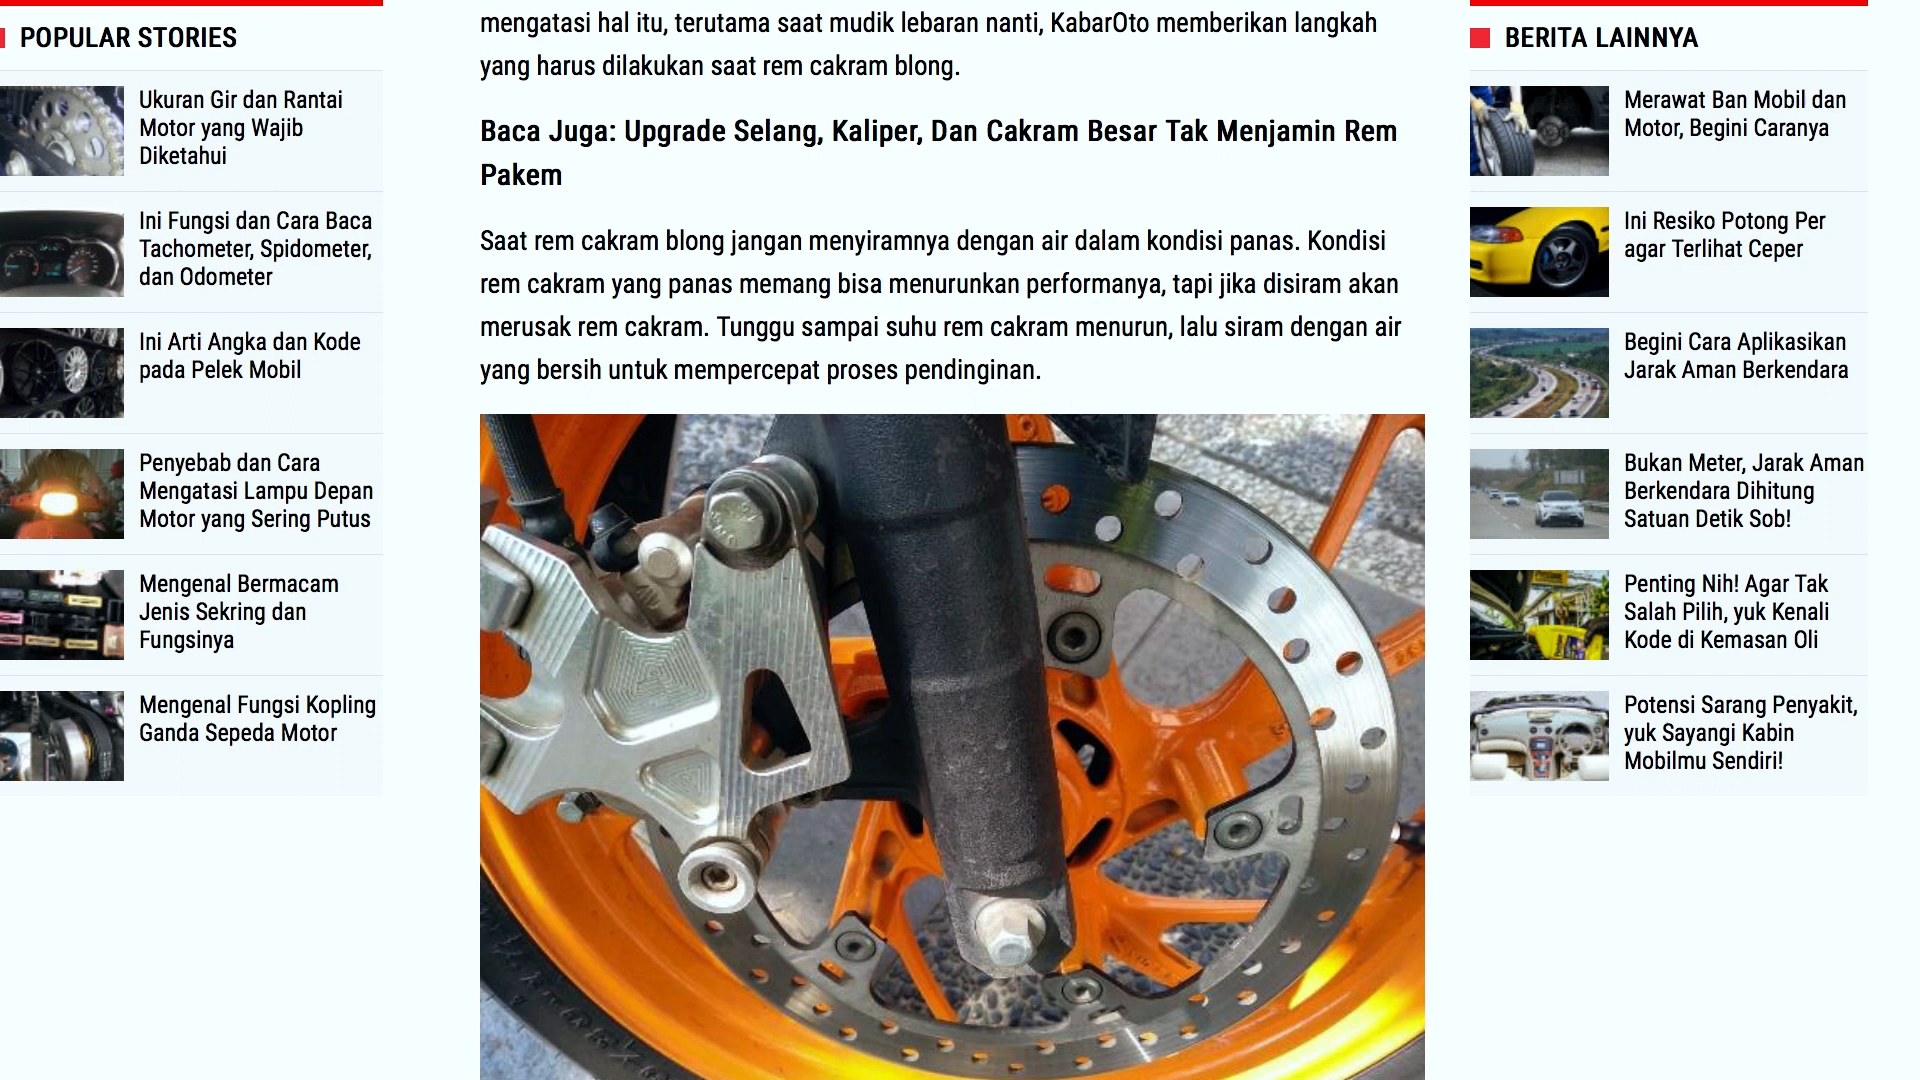 POPULAR STORIES
Ukuran Gir dan Rantai
Motor yang Wajib
Diketahui
Ini Fungsi dan Cara Baca
Tachometer, Spidometer,
dan Odometer
Ini Arti Angka dan Kode
pada Pelek Mobil
Penyebab dan Cara
Mengatasi Lampu Depan
Motor yang Sering Putus
Mengenal Bermacam
Jenis Sekring dan
Fungsinya
Mengenal Fungsi Kopling
Ganda Sepeda Motor
mengatasi hal itu, terutama saat mudik lebaran nanti, KabarOto memberikan langkah
yang harus dilakukan saat rem cakram blong.
Baca Juga: Upgrade Selang, Kaliper, Dan Cakram Besar Tak Menjamin Rem
Pakem
Saat rem cakram blong jangan menyiramnya dengan air dalam kondisi panas. Kondisi
rem cakram yang panas memang bisa menurunkan performanya, tapi jika disiram akan
merusak rem cakram. Tunggu sampai suhu rem cakram menurun, lalu siram dengan air
yang bersih untuk mempercepat proses pendinginan.
BERITA LAINNYA
Merawat Ban Mobil dan
Motor, Begini Caranya
Ini Resiko Potong Per
agar Terlihat Ceper
Begini Cara Aplikasikan
Jarak Aman Berkendara
Bukan Meter, Jarak Aman
Berkendara Dihitung
Satuan Detik Sob!
Penting Nih! Agar Tak
Salah Pilih, yuk Kenali
Kode di Kemasan Oli
Potensi Sarang Penyakit,
yuk Sayangi Kabin
Mobilmu Sendiri!